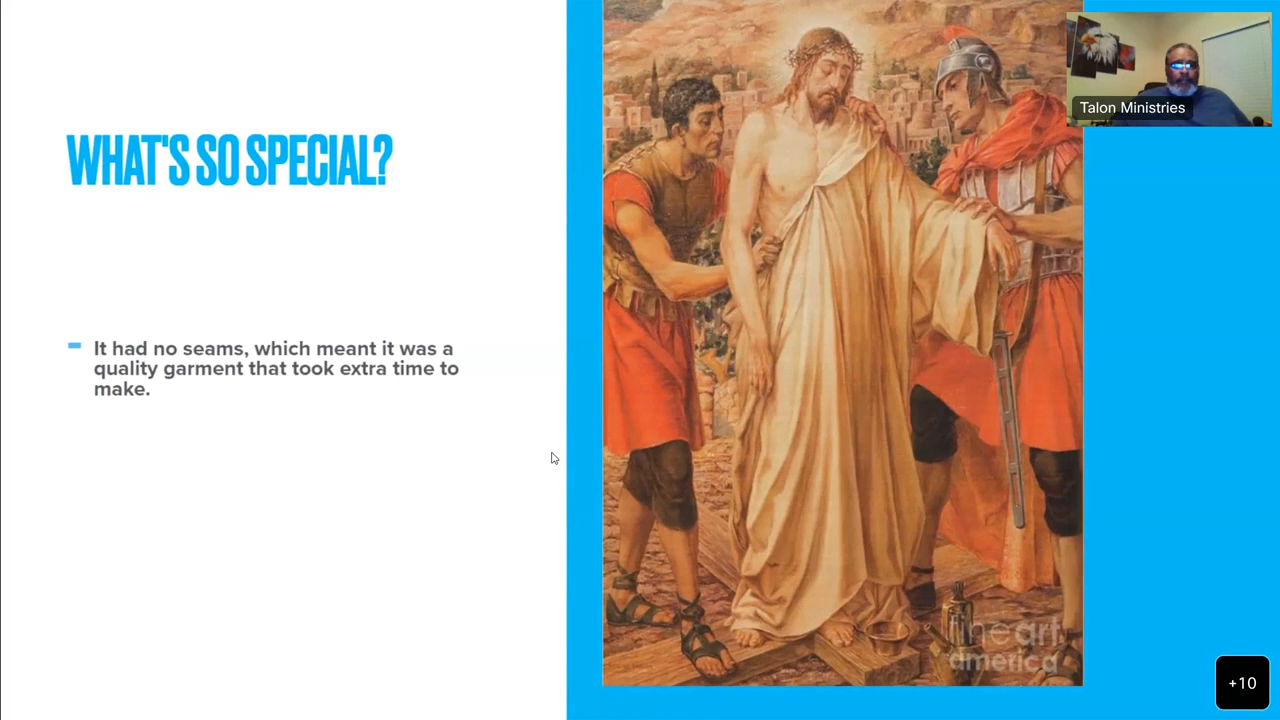 WHAT'S SO SPECIAL?
It had no seams, which meant it was a
quality garment that took extra time to
make.
Talon Ministries
fine art
america
+10